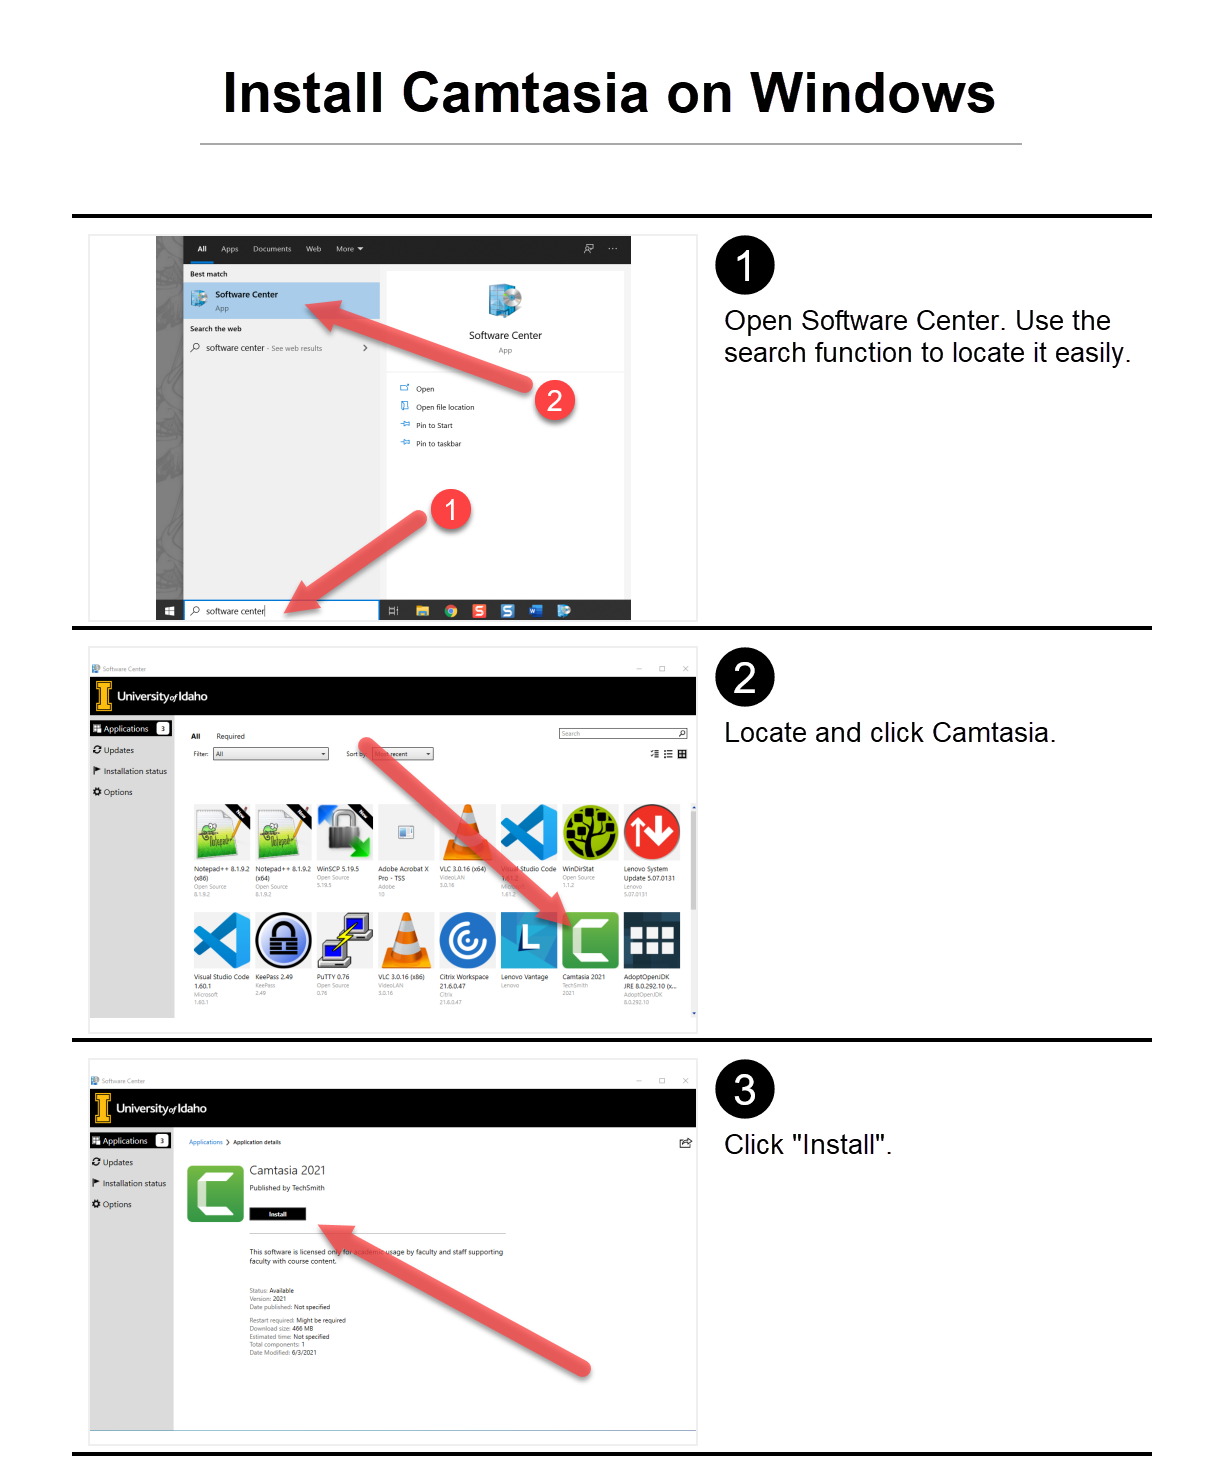 Install Camtasia on Windows
All Apps Documents Web More
Best match
Software Center
App
Search the web
software center - See web results
Software Center
App
Open
Open file location
Pin to Start
Pin to taskbar
2
1
software center
1
Open Software Center. Use the
search function to locate it easily.
Software Center
University of Idaho
Applications 3
Updates
Installation status
Options
All Required
Search
Filter: All
Sort by: Most recent
New New New
Notepad++ 8.1.9.2 Notepad++ 8.1.9.2 WinSCP 5.19.5 Adobe Acrobat X VLC 3.0.16 (x64) Visual Studio Code WinDirStat Lenovo System
(x86) (x64) Open Source Pro - TSS VideoLAN 1.61.2 Open Source Update 5.07.0131
Open Source Open Source 5.19.5 Adobe 3.0.16 Microsoft 1.1.2 Lenovo
8.1.9.2 8.1.9.2 10 1.61.2 5.07.0131
Visual Studio Code KeePass 2.49 PuTTY 0.76 VLC 3.0.16 (x86) Citrix Workspace Lenovo Vantage Camtasia 2021 AdoptOpenJDK
1.60.1 KeePass Open Source VideoLAN 21.6.0.47 Lenovo TechSmith JRE 8.0.292.10 (x...
Microsoft 2.49 0.76 3.0.16 Citrix 2021 AdoptOpenJDK
1.60.1 21.6.0.47 8.0.292.10
2
Locate and click Camtasia.
Software Center
University of Idaho
Applications 3
Updates
Installation status
Options
Applications > Application details
Camtasia 2021
Published by TechSmith
Install
This software is licensed only for academic usage by faculty and staff supporting
faculty with course content.
Status: Available
Version: 2021
Date published: Not specified
Restart required: Might be required
Download size: 466 MB
Estimated time: Not specified
Total components: 1
Date Modified: 6/3/2021
3
Click "Install".